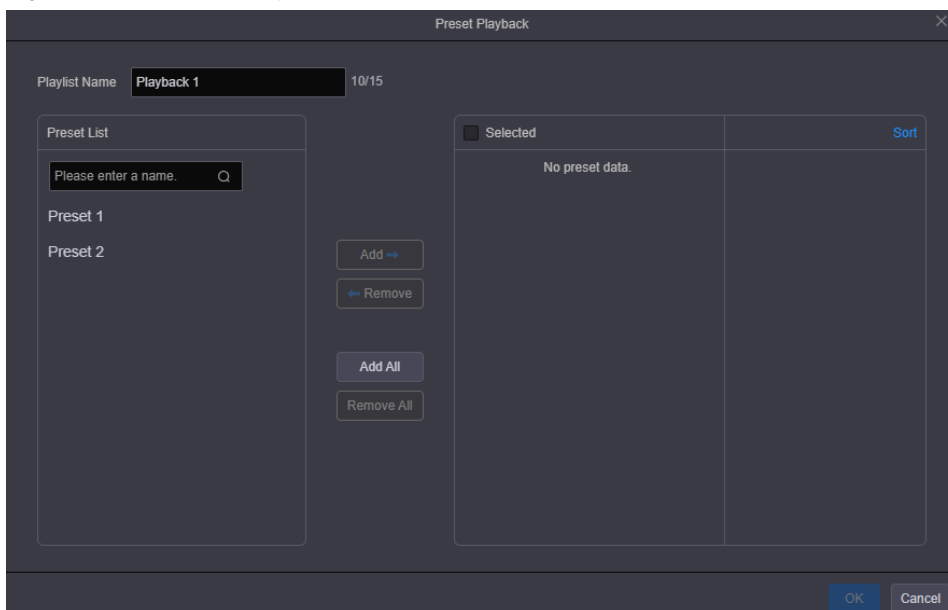 Preset Playback
Playlist Name Playback 1 10/15
Preset List
Please enter a name.
Preset 1
Preset 2
Add
Remove
Add All
Remove All
Selected Sort
No preset data.
OK Cancel